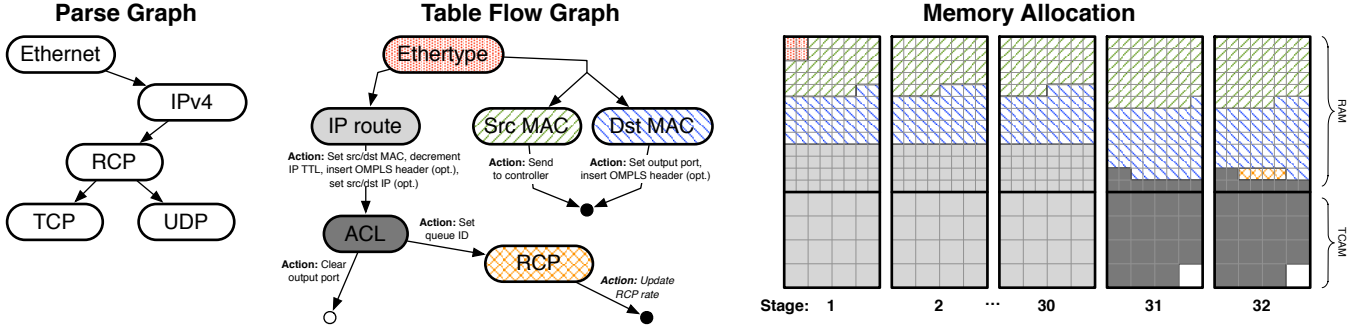 Parse Graph
Ethernet
IPv4
RCP
TCP
UDP
Table Flow Graph
Ethertype
IP route
Src MAC
Dst MAC
Action: Set src/dst MAC, decrement
IP TTL, insert OMPLS header (opt.),
set src/dst IP (opt.)
Action: Send
to controller
Action: Set output port,
insert OMPLS header (opt.)
ACL
Action: Set
queue ID
Action: Clear
output port
RCP
Action: Update
RCP rate
Memory Allocation
RAM
TCAM
Stage: 1 2 ... 30 31 32